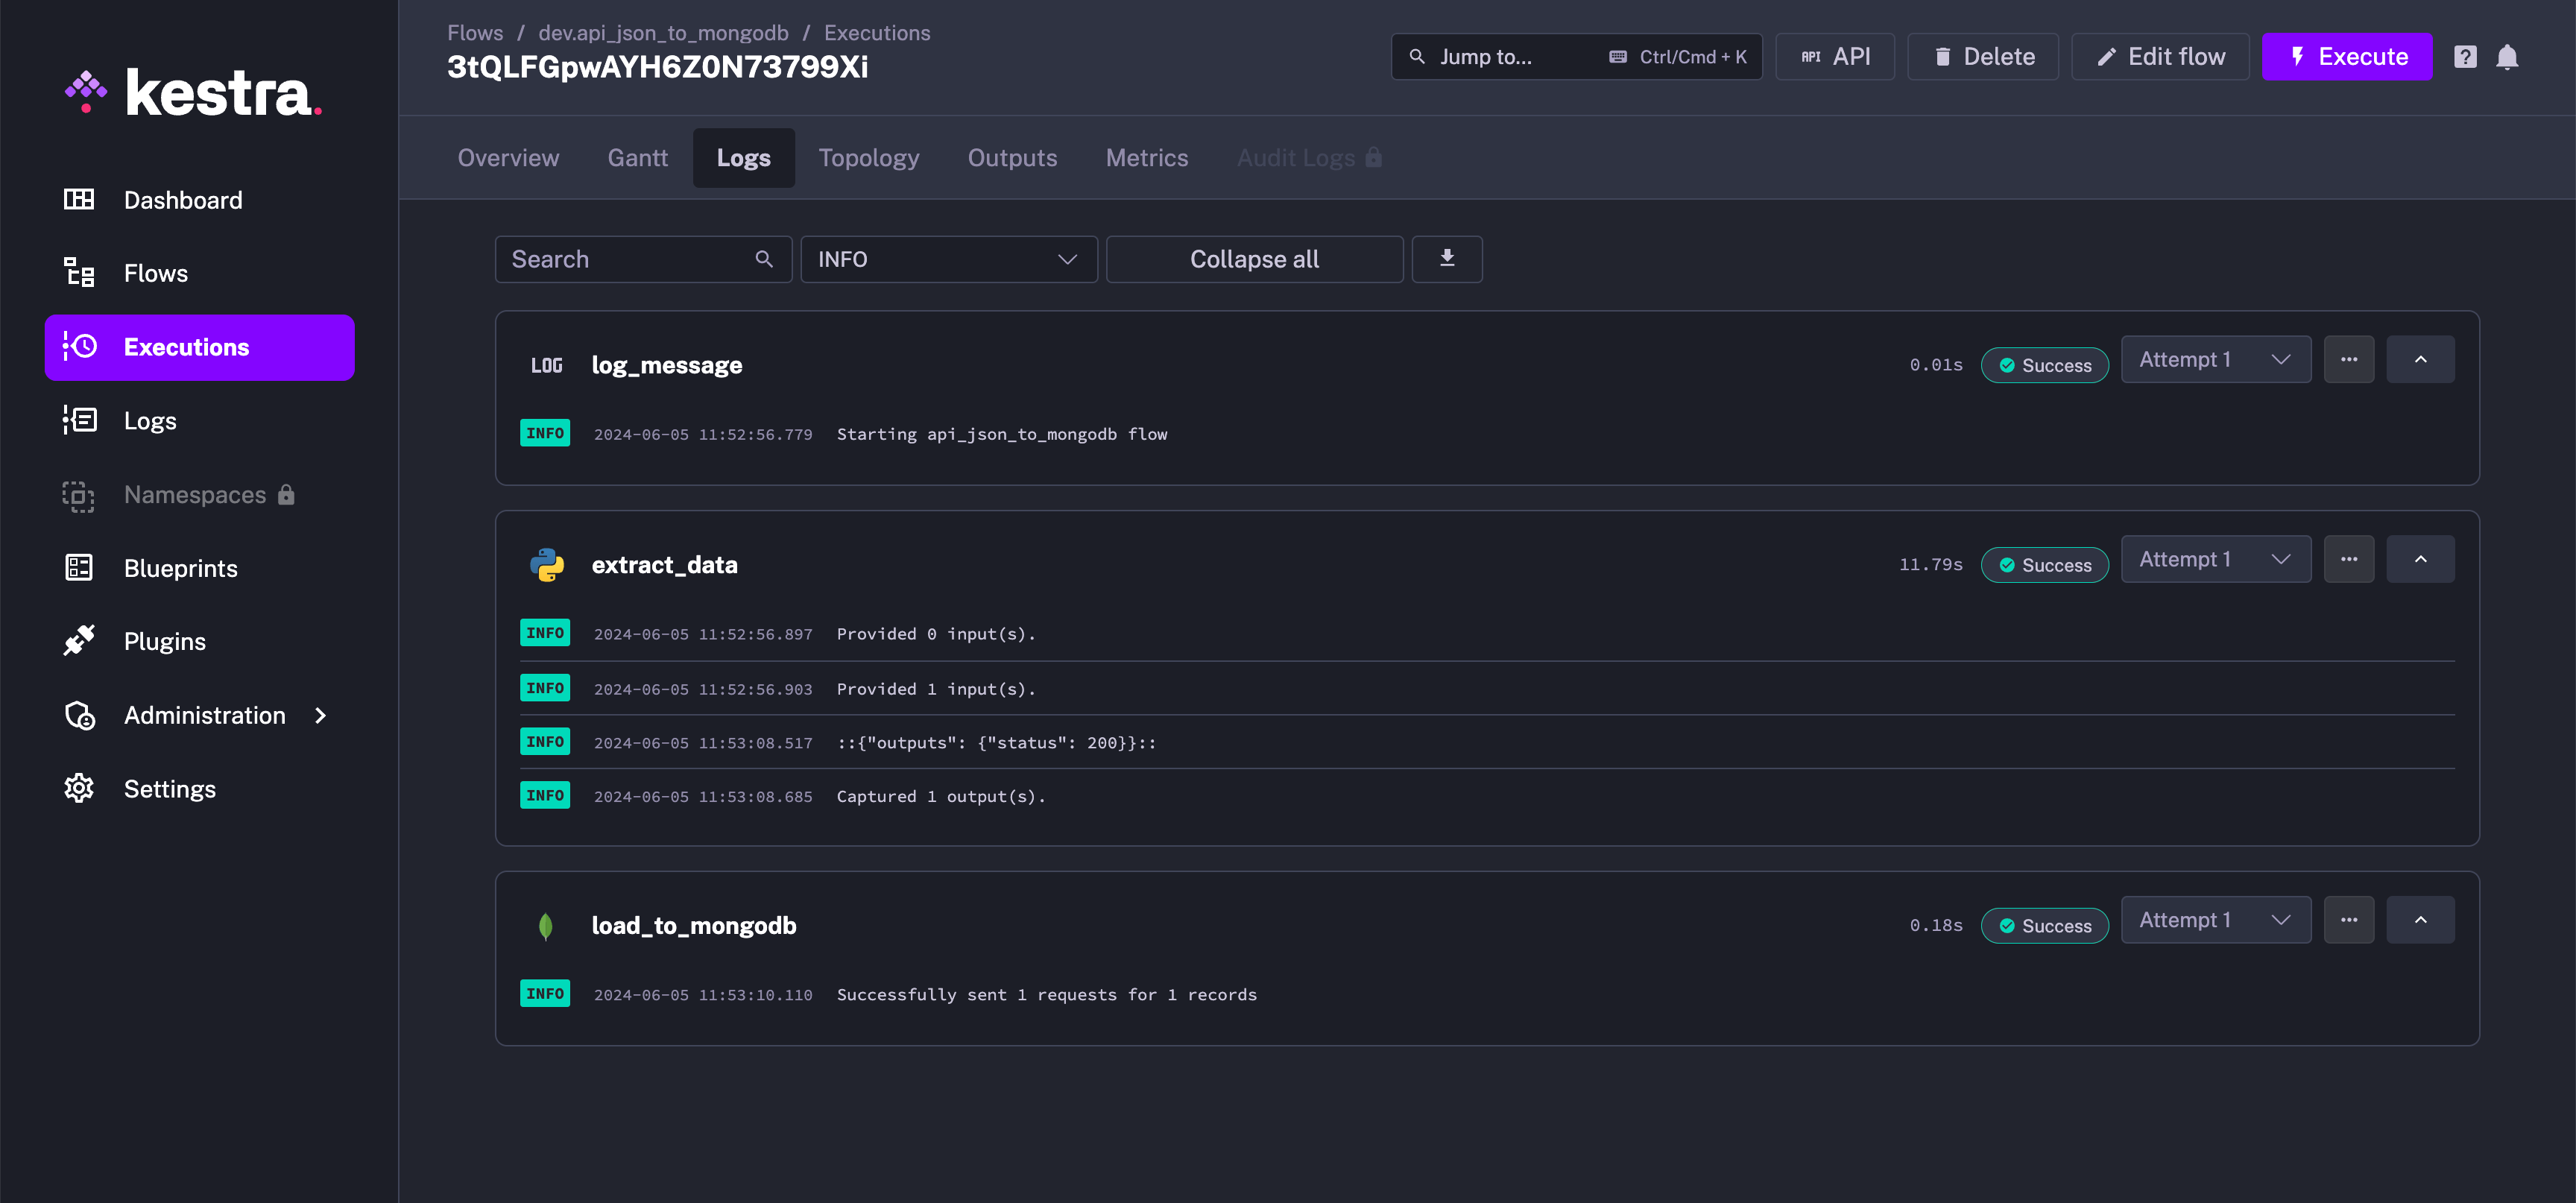 kestra.
Dashboard
Flows
Executions
Logs
Namespaces
Blueprints
Plugins
Administration
Settings
Flows / dev.api_json_to_mongodb / Executions
3tQLFGpwAYH6Z0N73799Xi
Jump to... Ctrl/Cmd + K
API API
Delete
Edit flow
Execute
?
Overview Gantt Logs Topology Outputs Metrics Audit Logs
Search INFO Collapse all
LOG log_message 0.01s Success Attempt 1 ...
INFO 2024-06-05 11:52:56.779 Starting api_json_to_mongodb flow
extract_data 11.79s Success Attempt 1 ...
INFO 2024-06-05 11:52:56.897 Provided 0 input(s).
INFO 2024-06-05 11:52:56.903 Provided 1 input(s).
INFO 2024-06-05 11:53:08.517 ::{"outputs": {"status": 200}}::
INFO 2024-06-05 11:53:08.685 Captured 1 output(s).
load_to_mongodb 0.18s Success Attempt 1 ...
INFO 2024-06-05 11:53:10.110 Successfully sent 1 requests for 1 records